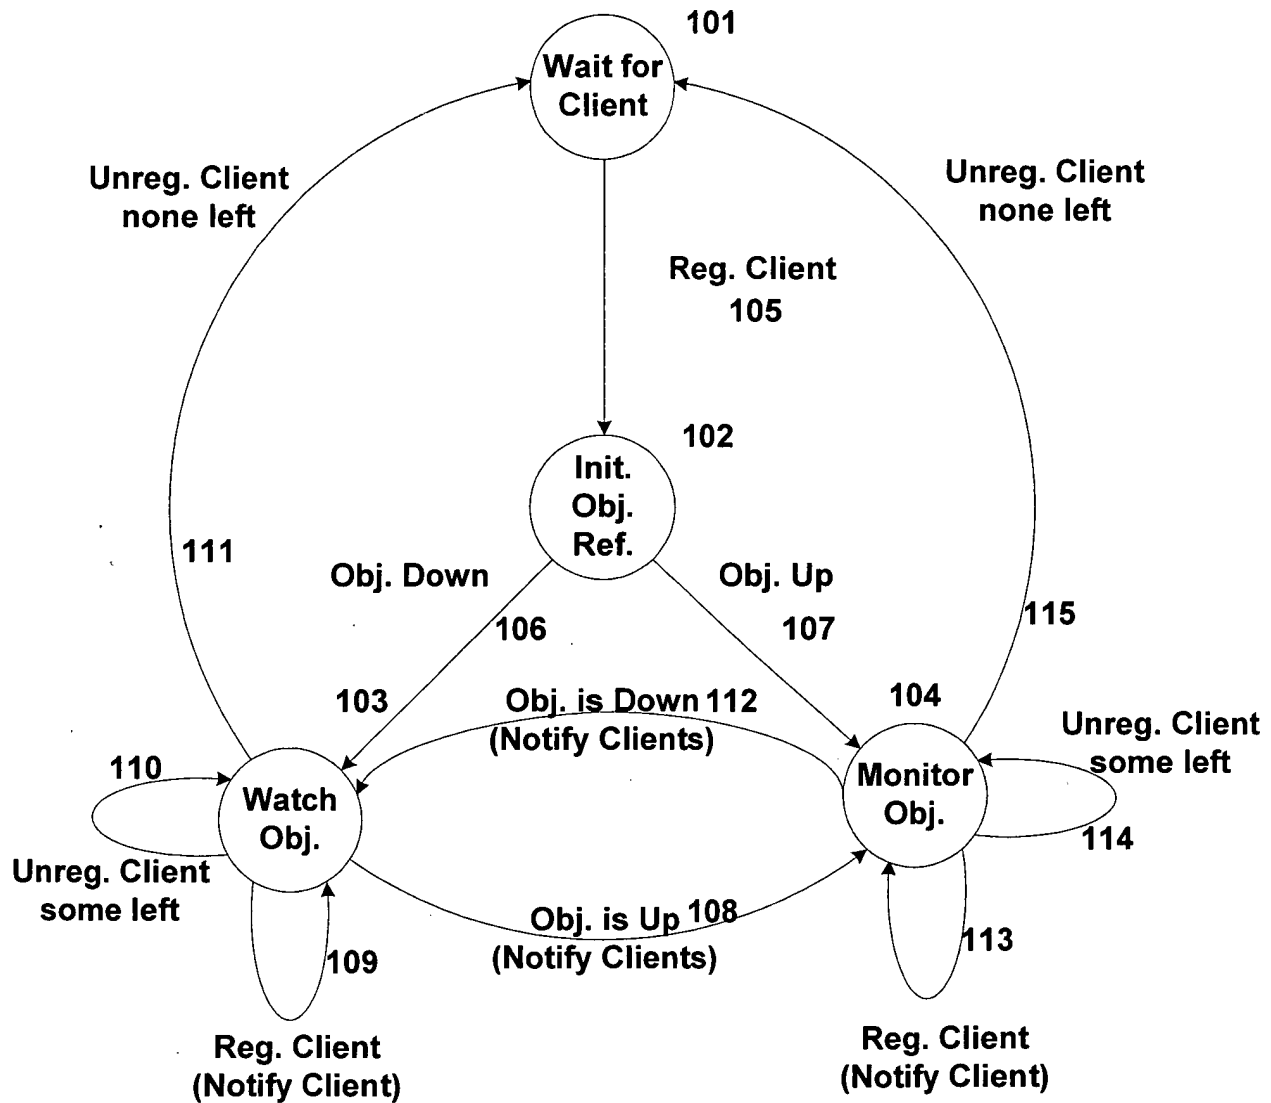 101
Wait for
Client
Unreg. Client
none left
Unreg. Client
none left
Reg. Client
105
102
Init.
Obj.
Ref.
111
Obj. Down
106
Obj. Up
107
115
103
Obj. is Down 112
(Notify Clients)
104
Unreg. Client
some left
110
Watch
Obj.
Monitor
Obj.
114
Unreg. Client
some left
Obj. is Up 108
(Notify Clients)
109
113
Reg. Client
(Notify Client)
Reg. Client
(Notify Client)